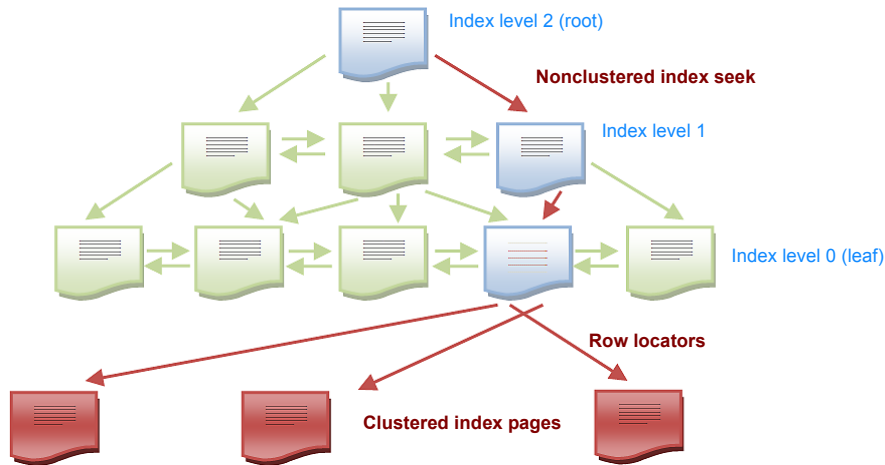 Index level 2 (root)
Nonclustered index seek
Index level 1
Index level 0 (leaf)
Row locators
Clustered index pages